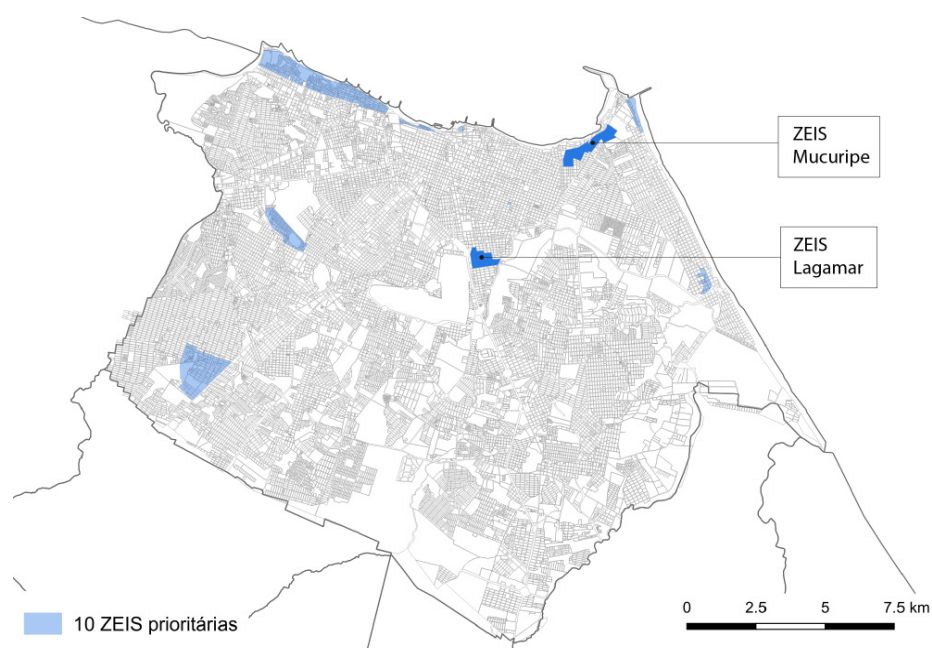 ZEIS
Mucuripe
ZEIS
Lagamar
10 ZEIS prioritárias
0 2.5 5 7.5 km